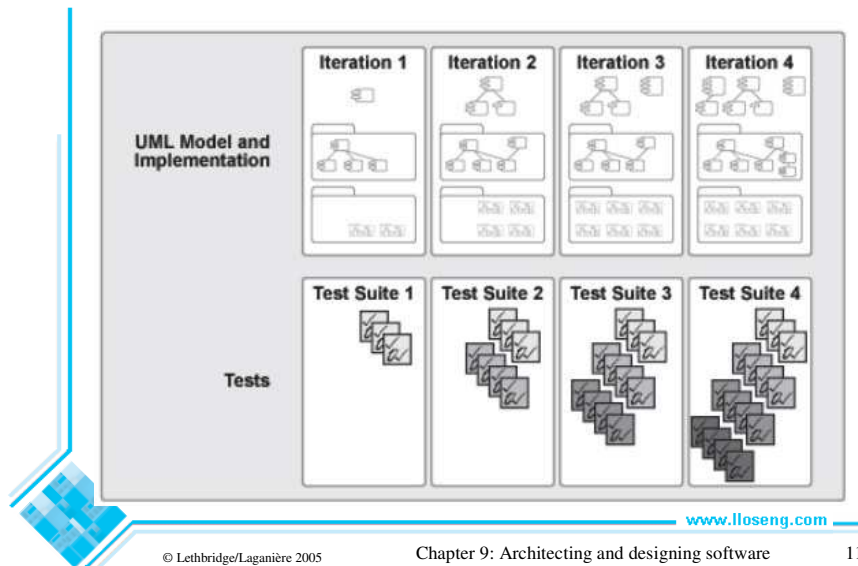 Iteration 1
Iteration 2
Iteration 3
Iteration 4
UML Model and
Implementation
Test Suite 1
Test Suite 2
Test Suite 3
Test Suite 4
Tests
www.lloseng.com
© Lethbridge/Laganière 2005
Chapter 9: Architecting and designing software